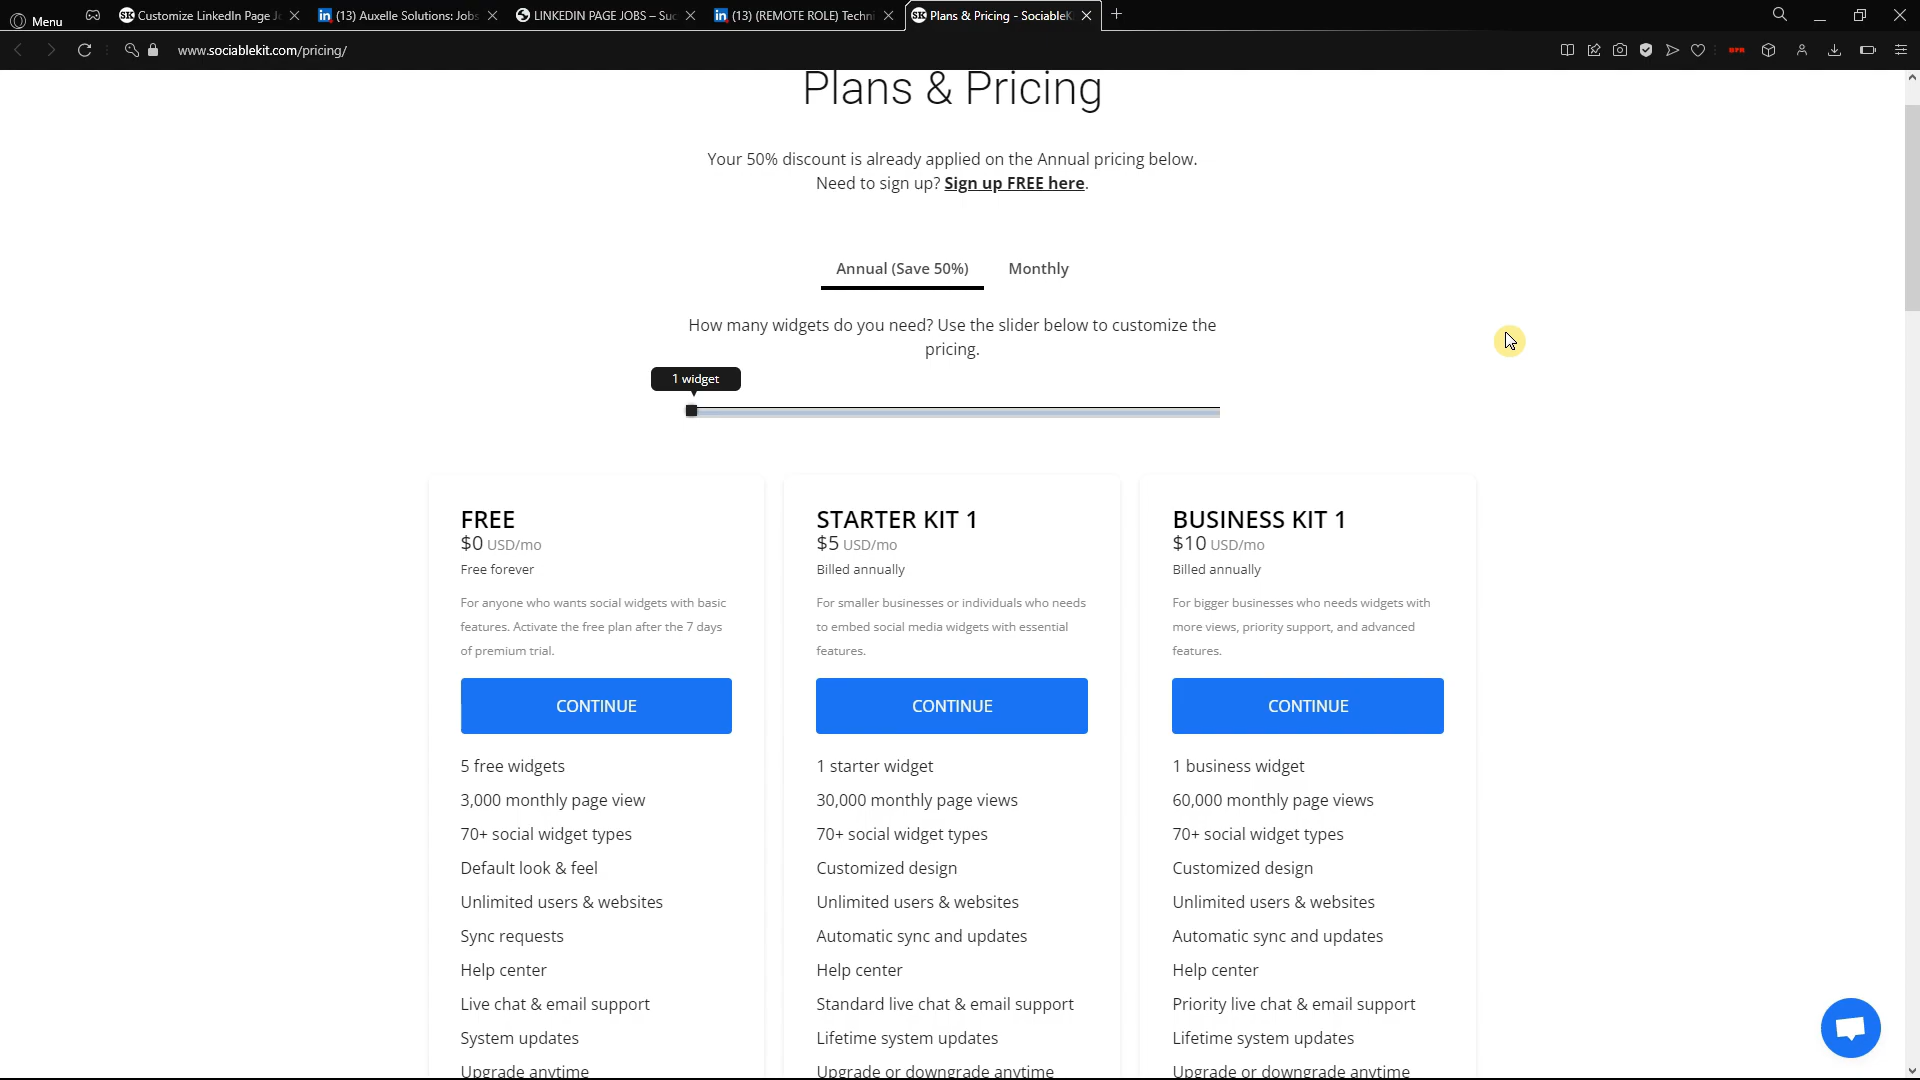 Menu
Customize LinkedIn Page J
(13) Auxelle Solutions: Jobs
LINKEDIN PAGE JOBS – Su
(13) (REMOTE ROLE) Techni
Plans & Pricing - SociableK
www.sociablekit.com/pricing/
Plans & Pricing
Your 50% discount is already applied on the Annual pricing below.
Need to sign up? Sign up FREE here.
Annual (Save 50%)
Monthly
How many widgets do you need? Use the slider below to customize the
pricing.
1 widget
FREE
$0 USD/mo
Free forever
For anyone who wants social widgets with basic
features. Activate the free plan after the 7 days
of premium trial.
CONTINUE
5 free widgets
3,000 monthly page view
70+ social widget types
Default look & feel
Unlimited users & websites
Sync requests
Help center
Live chat & email support
System updates
Upgrade anytime
STARTER KIT 1
$5 USD/mo
Billed annually
For smaller businesses or individuals who needs
to embed social media widgets with essential
features.
CONTINUE
1 starter widget
30,000 monthly page views
70+ social widget types
Customized design
Unlimited users & websites
Automatic sync and updates
Help center
Standard live chat & email support
Lifetime system updates
Upgrade or downgrade anytime
BUSINESS KIT 1
$10 USD/mo
Billed annually
For bigger businesses who needs widgets with
more views, priority support, and advanced
features.
CONTINUE
1 business widget
60,000 monthly page views
70+ social widget types
Customized design
Unlimited users & websites
Automatic sync and updates
Help center
Priority live chat & email support
Lifetime system updates
Upgrade or downgrade anytime